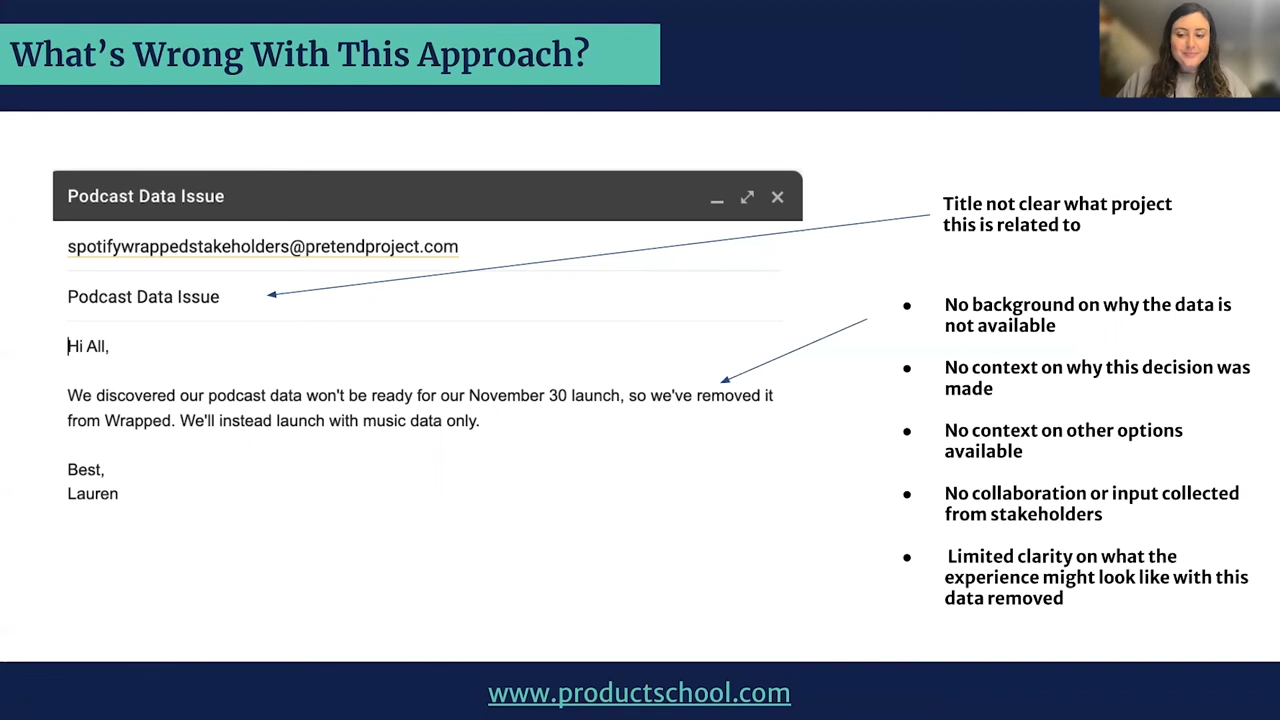 What's Wrong With This Approach?
Podcast Data Issue
spotifywrappedstakeholders@pretendproject.com
Podcast Data Issue
Hi All,
We discovered our podcast data won't be ready for our November 30 launch, so we've removed it
from Wrapped. We'll instead launch with music data only.
Best,
Lauren
Title not clear what project
this is related to
● No background on why the data is
not available
● No context on why this decision was
made
● No context on other options
available
● No collaboration or input collected
from stakeholders
● Limited clarity on what the
experience might look like with this
data removed
www.productschool.com